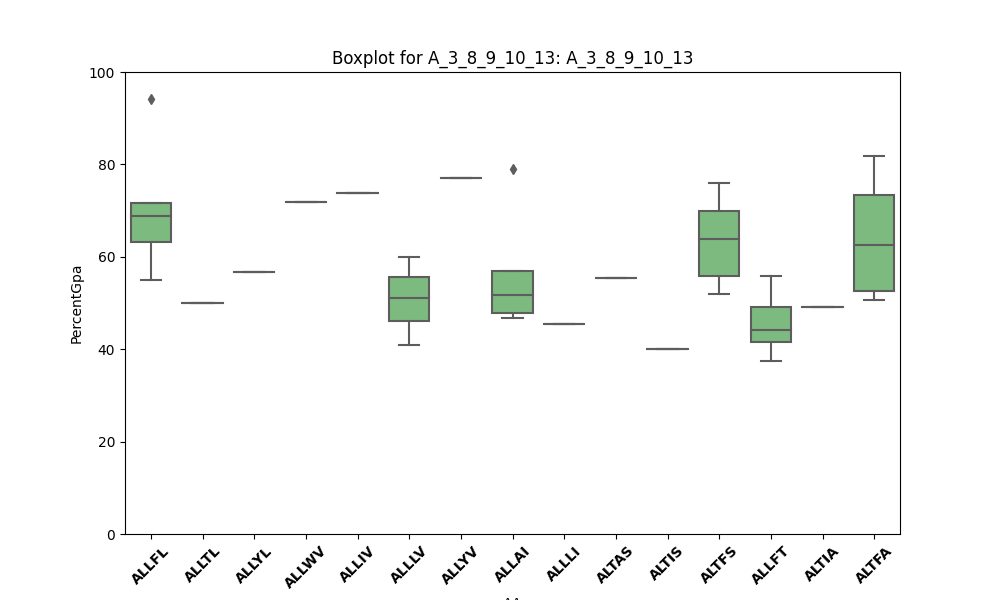 Boxplot for A_3_8_9_10_13: A_3_8_9_10_13
100
80
60
40
20
0
PercentGpa
ALLFL
ALLTL
ALLYL
ALLWV
ALLIV
ALLLV
ALLYV
ALLAI
ALLLI
ALTAS
ALTIS
ALTFS
ALLFT
ALTIA
ALTFA